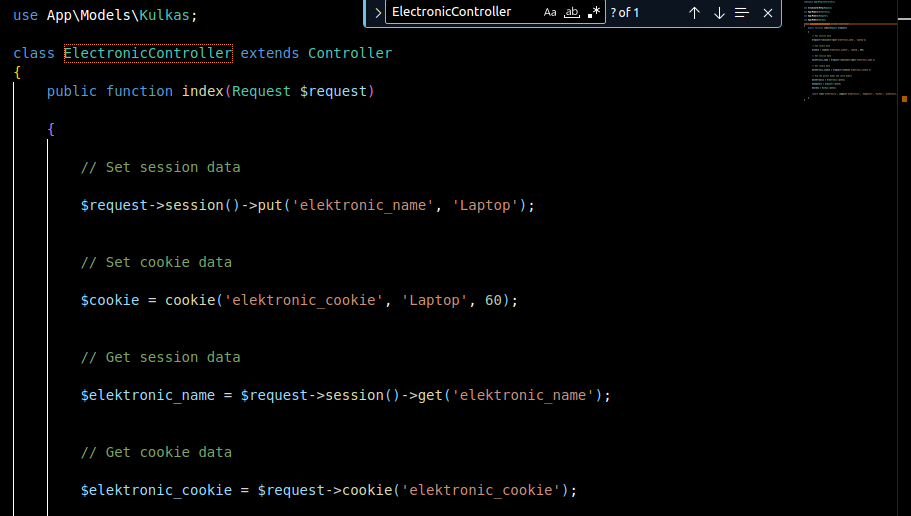 use App\Models\Kulkas;
ElectronicController Aa ab .* ? of 1
class ElectronicController extends Controller
{
public function index(Request $request)
{
// Set session data
$request->session()->put('elektronic_name', 'Laptop');
// Set cookie data
$cookie = cookie('elektronic_cookie', 'Laptop', 60);
// Get session data
$elektronic_name = $request->session()->get('elektronic_name');
// Get cookie data
$elektronic_cookie = $request->cookie('elektronic_cookie');